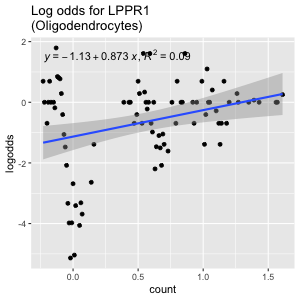 Log odds for LPPR1
(Oligodendrocytes)
y = −1.13 + 0.873 x, R² = 0.09
logodds
2
0
-2
-4
0.0 0.5 1.0 1.5
count